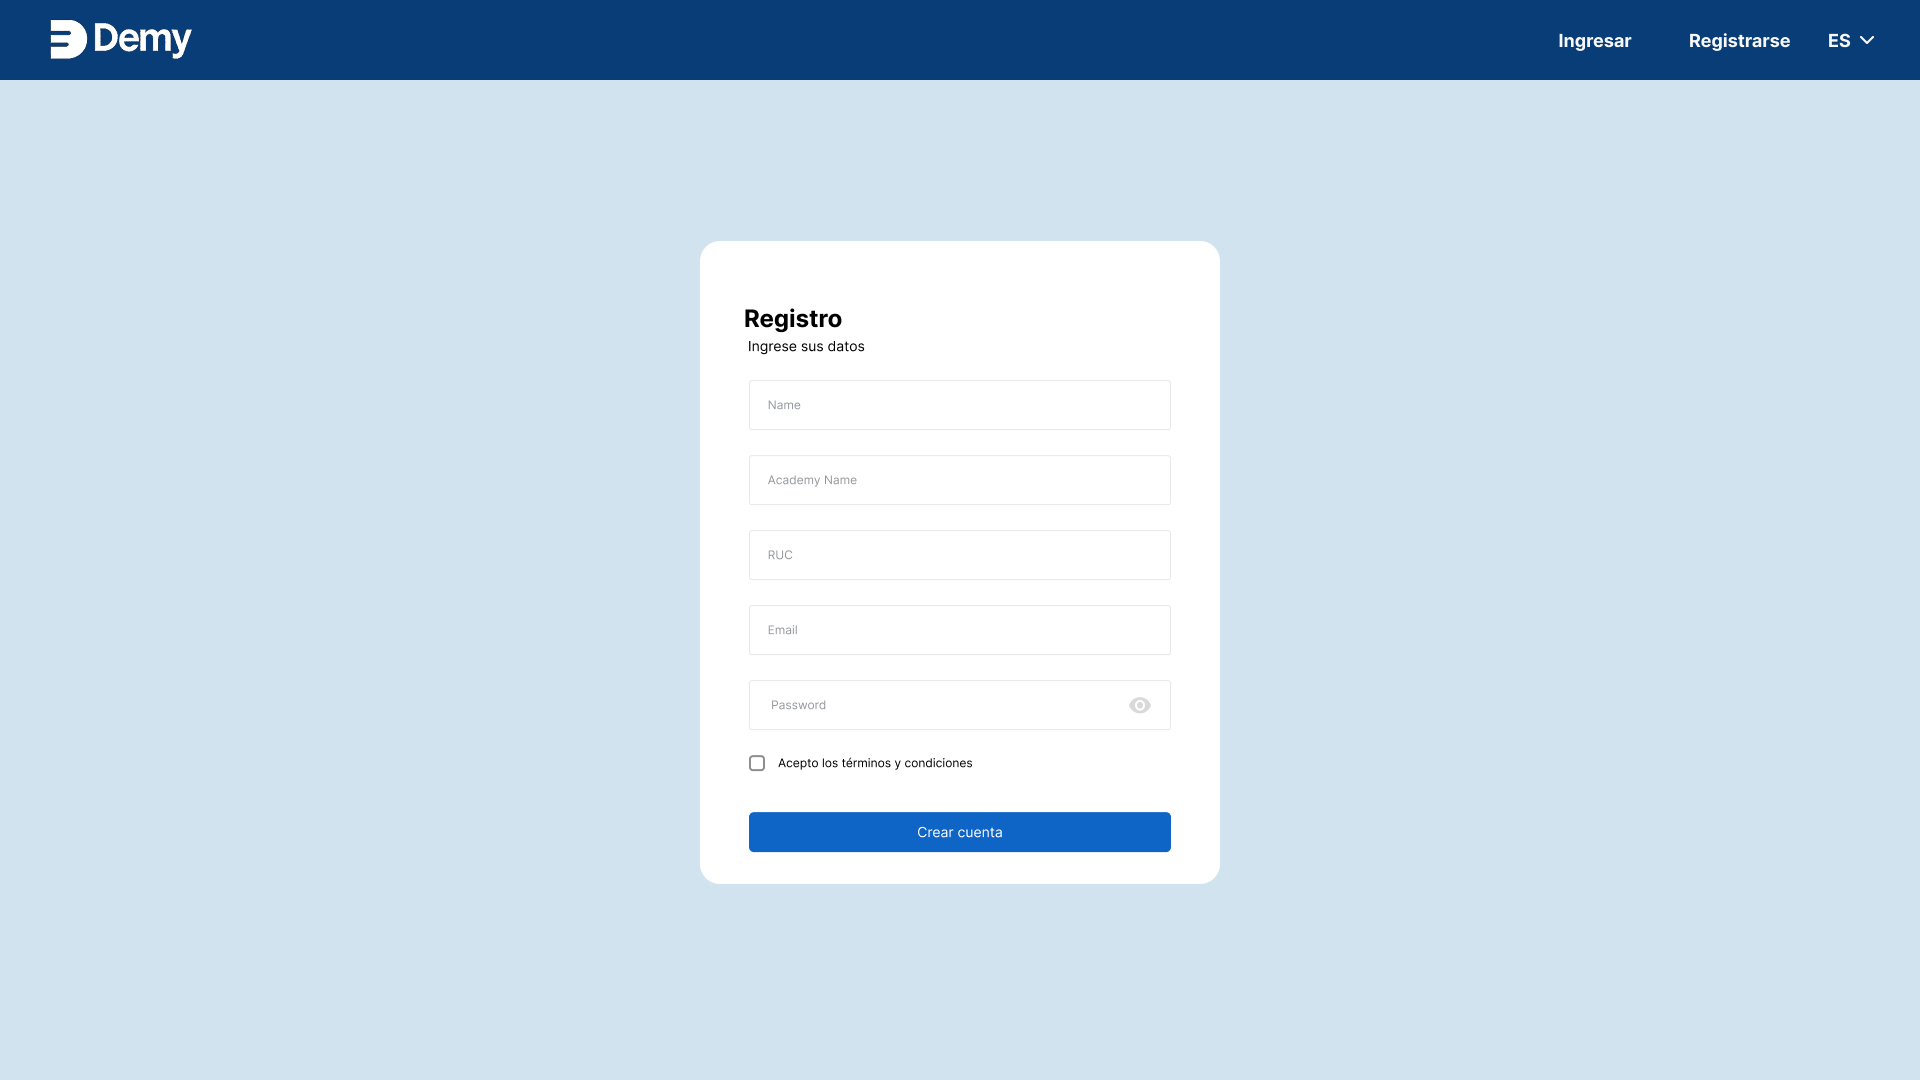 Demy
Ingresar
Registrarse
ES
Registro
Ingrese sus datos
Name
Academy Name
RUC
Email
Password
Acepto los términos y condiciones
Crear cuenta